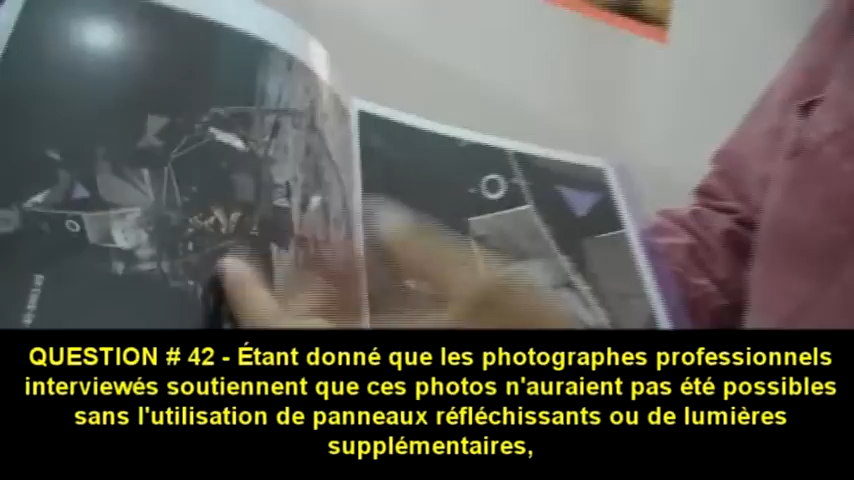 QUESTION # 42 - Étant donné que les photographes professionnels
interviewés soutiennent que ces photos n'auraient pas été possibles
sans l'utilisation de panneaux réfléchissants ou de lumières
supplémentaires,